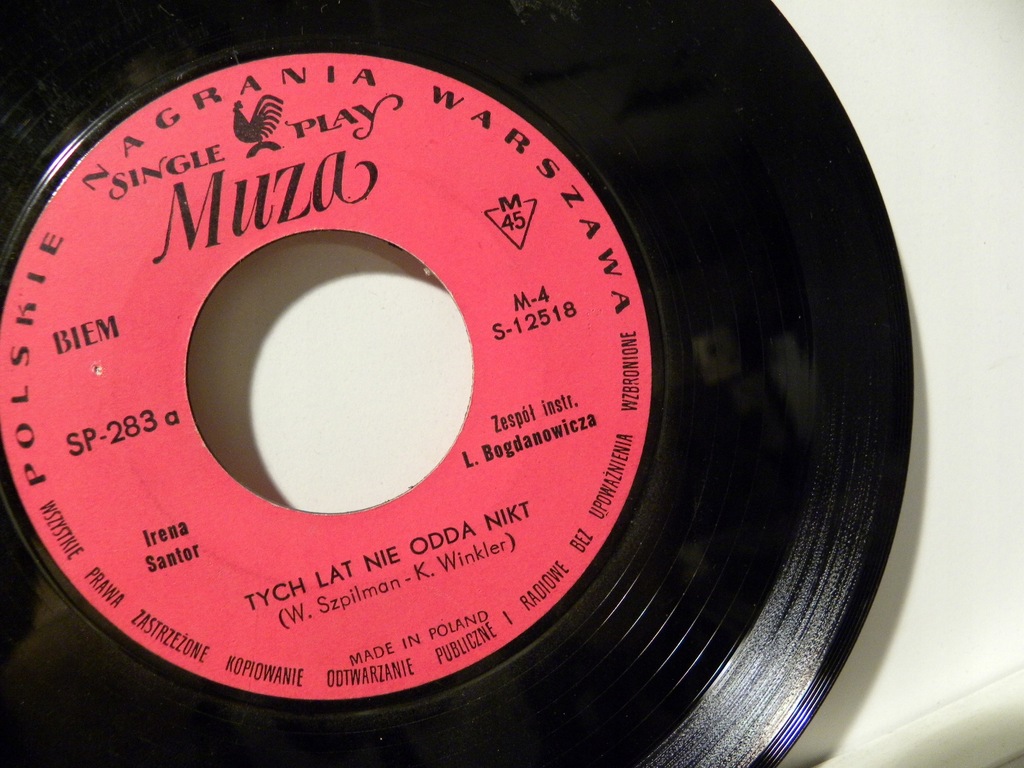 POLSKIE NAGRANIA WARSZAWA
SINGLE PLAY
Muza
M
45
BIEM
M-4
S-12518
SP-283 a
Zespół instr.
L. Bogdanowicza
Irena
Santor
TYCH LAT NIE ODDA NIKT
(W. Szpilman - K. Winkler)
MADE IN POLAND
WSZYSTKIE PRAWA ZASTRZEŻONE KOPIOWANIE ODTWARZANIE PUBLICZNE I RADIOWE BEZ UPOWAŻNIENIA WZBRONIONE